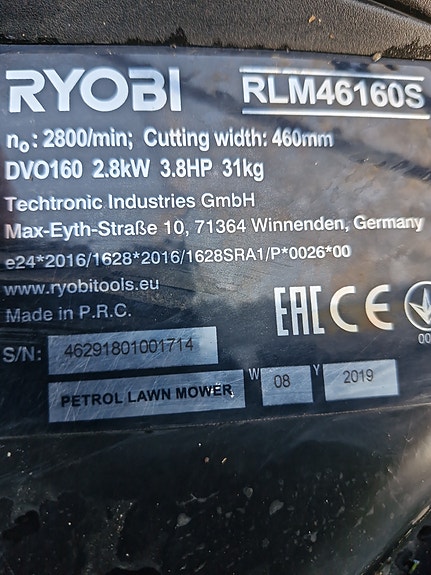 RYOBI RLM46160S
n₀: 2800/min; Cutting width: 460mm
DVO160 2.8kW 3.8HP 31kg
Techtronic Industries GmbH
Max-Eyth-Straße 10, 71364 Winnenden, Germany
e24*2016/1628*2016/1628SRA1/P*0026*00
www.ryobitools.eu
Made in P.R.C.
EAC CE
00
S/N: 46291801001714
PETROL LAWN MOWER W 08 Y 2019